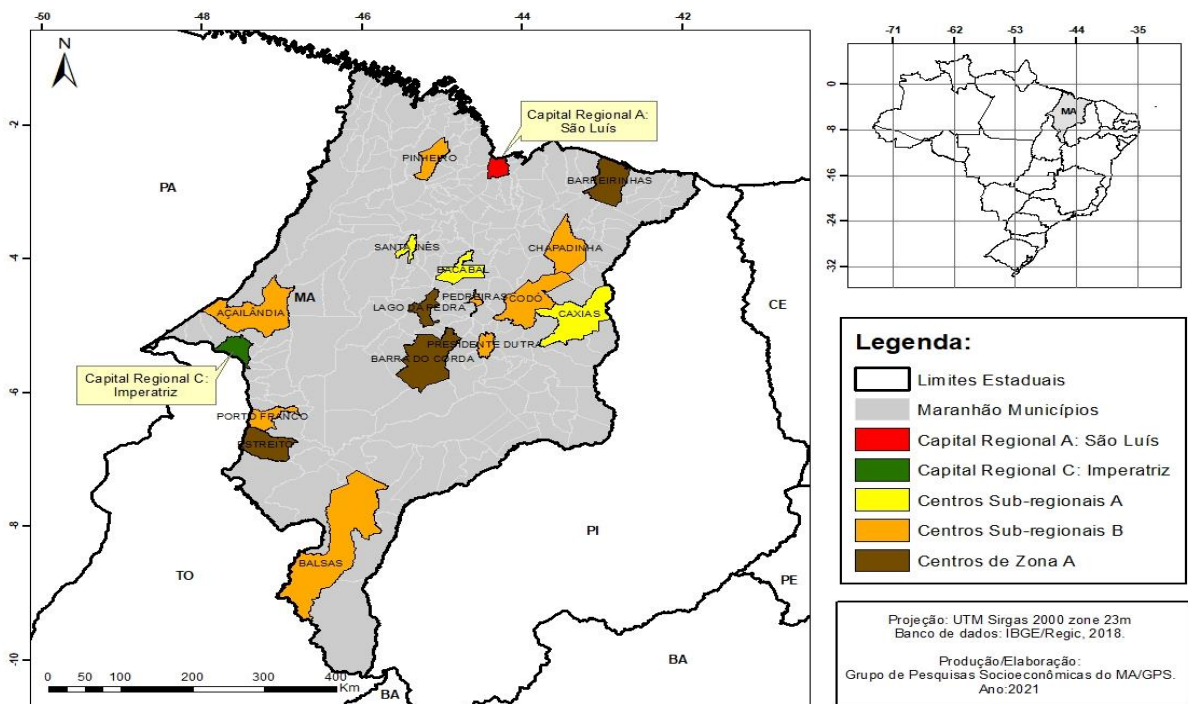 -50
-48
-46
-44
-42
N
-2
-4
-6
-8
-10
Capital Regional A:
São Luís
PINHEIRO
BARREIRINHAS
PA
SANTA INÊS
CHAPADINHA
BACABAL
MA
PEDREIRAS
CODÓ
LAGO DA PEDRA
CAXIAS
AÇAILÂNDIA
PRESIDENTE DUTRA
BARRA DO CORDA
CE
Capital Regional C:
Imperatriz
PORTO FRANCO
ESTREITO
BALSAS
PI
TO
PE
BA
BA
0 50 100 200 300 400
Km
-71
-62
-53
-44
-35
0
-8
-16
-24
-32
MA
Legenda:
Limites Estaduais
Maranhão Municípios
Capital Regional A: São Luís
Capital Regional C: Imperatriz
Centros Sub-regionais A
Centros Sub-regionais B
Centros de Zona A
Projeção: UTM Sirgas 2000 zone 23m
Banco de dados: IBGE/Regic, 2018.
Produção/Elaboração:
Grupo de Pesquisas Socioeconômicas do MA/GPS.
Ano:2021